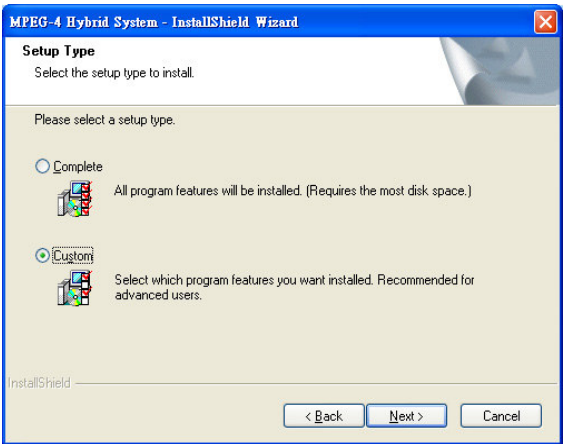 MPEG-4 Hybrid System - InstallShield Wizard
Setup Type
Select the setup type to install.
Please select a setup type.
Complete
All program features will be installed. (Requires the most disk space.)
Custom
Select which program features you want installed. Recommended for
advanced users.
InstallShield
< Back
Next >
Cancel